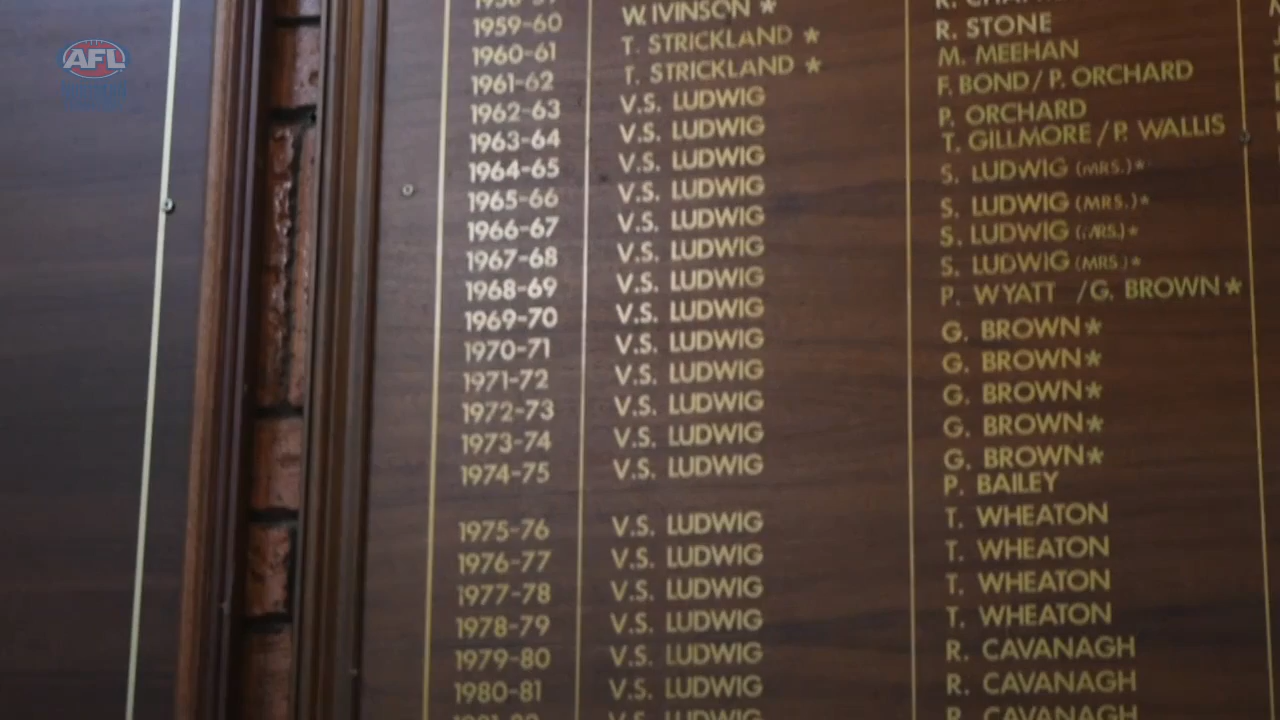 AFL
1959-60 W. IVINSON *
1960-61 T. STRICKLAND * R. STONE
1961-62 T. STRICKLAND * M. MEEHAN
1962-63 V.S. LUDWIG F. BOND / P. ORCHARD
1963-64 V.S. LUDWIG P. ORCHARD
1964-65 V.S. LUDWIG T. GILLMORE / P. WALLIS
1965-66 V.S. LUDWIG S. LUDWIG (MRS.)*
1966-67 V.S. LUDWIG S. LUDWIG (MRS.)*
1967-68 V.S. LUDWIG S. LUDWIG (MRS.)*
1968-69 V.S. LUDWIG S. LUDWIG (MRS.)*
1969-70 V.S. LUDWIG P. WYATT / G. BROWN *
1970-71 V.S. LUDWIG G. BROWN *
1971-72 V.S. LUDWIG G. BROWN *
1972-73 V.S. LUDWIG G. BROWN *
1973-74 V.S. LUDWIG G. BROWN *
1974-75 V.S. LUDWIG G. BROWN *
P. BAILEY
1975-76 V.S. LUDWIG T. WHEATON
1976-77 V.S. LUDWIG T. WHEATON
1977-78 V.S. LUDWIG T. WHEATON
1978-79 V.S. LUDWIG T. WHEATON
1979-80 V.S. LUDWIG R. CAVANAGH
1980-81 V.S. LUDWIG R. CAVANAGH
V.S. LUDWIG R. CAVANAGH